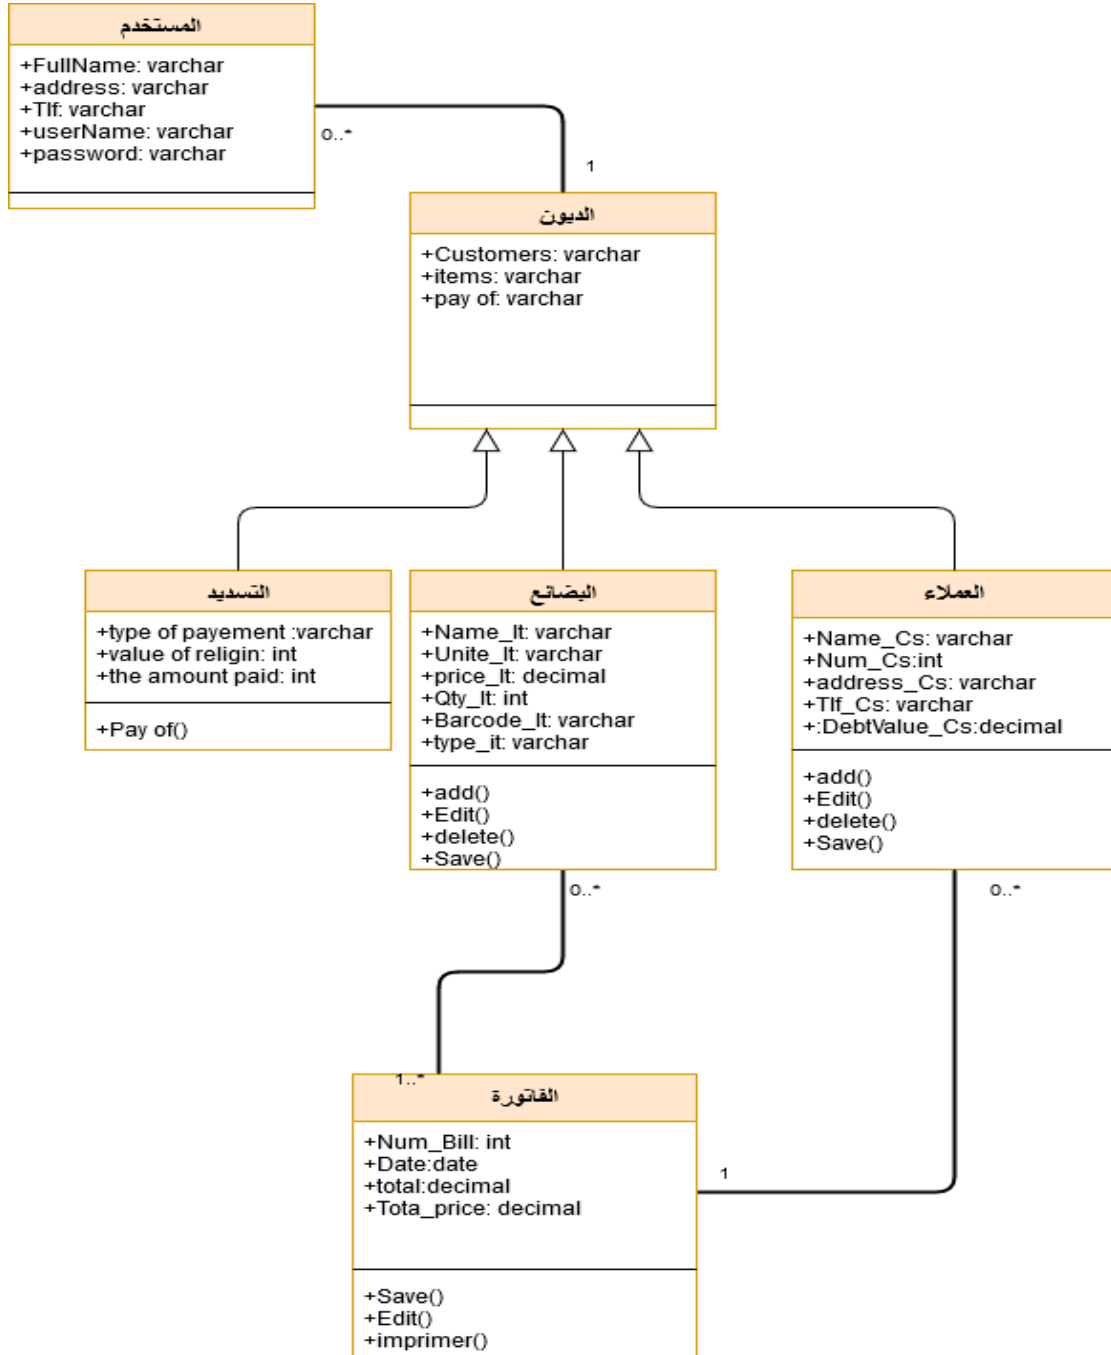 المستخدم
+FullName: varchar
+address: varchar
+Tlf: varchar
+userName: varchar
+password: varchar
0..*
1
الديون
+Customers: varchar
+items: varchar
+pay of: varchar
التسديد
+type of payement :varchar
+value of religin: int
+the amount paid: int
+Pay of()
البضائع
+Name_It: varchar
+Unite_It: varchar
+price_It: decimal
+Qty_It: int
+Barcode_It: varchar
+type_it: varchar
+add()
+Edit()
+delete()
+Save()
العملاء
+Name_Cs: varchar
+Num_Cs:int
+address_Cs: varchar
+Tlf_Cs: varchar
+:DebtValue_Cs:decimal
+add()
+Edit()
+delete()
+Save()
0..*
0..*
1..*
الفاتورة
+Num_Bill: int
+Date:date
+total:decimal
+Tota_price: decimal
1
+Save()
+Edit()
+imprimer()